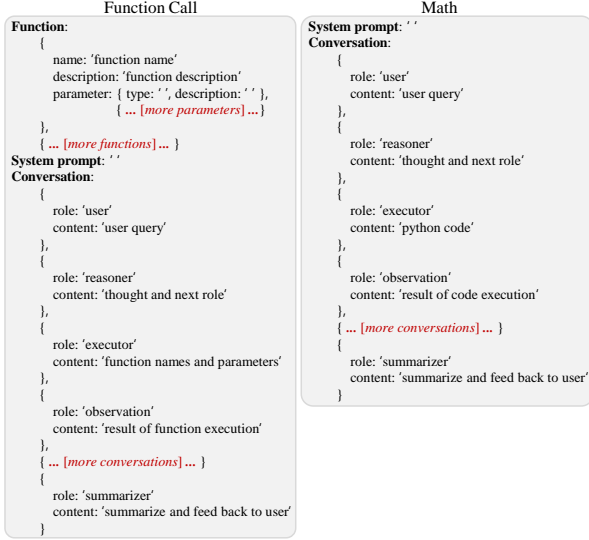 Function Call
Function:
{
name: ‘function name’
description: ‘function description’
parameter: { type: ‘ ’, description: ‘ ’ },
{ ... [more parameters] ...}
},
{ ... [more functions] ... }
System prompt: ‘ ’
Conversation:
{
role: ‘user’
content: ‘user query’
},
{
role: ‘reasoner’
content: ‘thought and next role’
},
{
role: ‘executor’
content: ‘function names and parameters’
},
{
role: ‘observation’
content: ‘result of function execution’
},
{ ... [more conversations] ... }
{
role: ‘summarizer’
content: ‘summarize and feed back to user’
}
Math
System prompt: ‘ ’
Conversation:
{
role: ‘user’
content: ‘user query’
},
{
role: ‘reasoner’
content: ‘thought and next role’
},
{
role: ‘executor’
content: ‘python code’
},
{
role: ‘observation’
content: ‘result of code execution’
},
{ ... [more conversations] ... }
{
role: ‘summarizer’
content: ‘summarize and feed back to user’
}